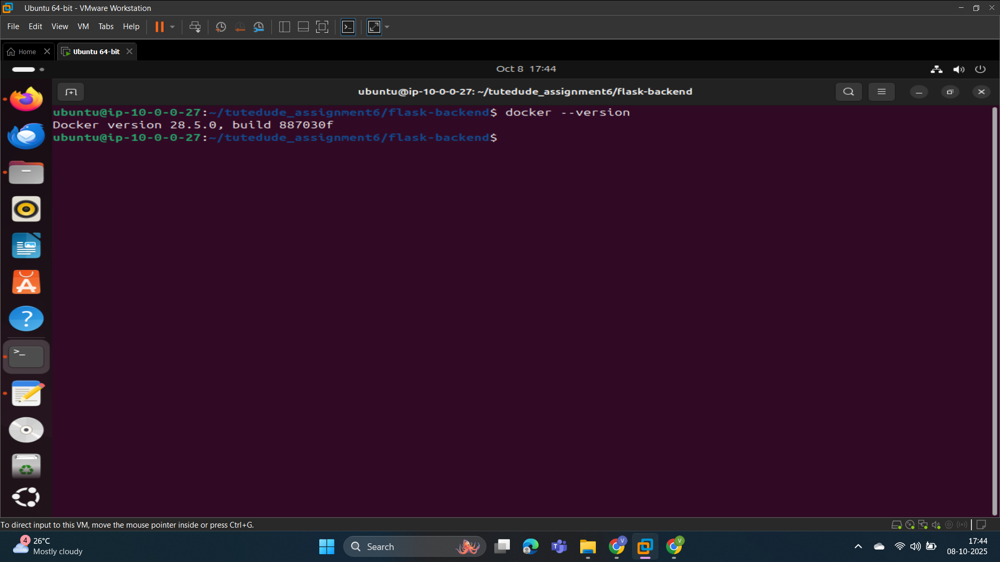 Ubuntu 64-bit - VMware Workstation
File Edit View VM Tabs Help
Home Ubuntu 64-bit
Oct 8 17:44
ubuntu@ip-10-0-0-27: ~/tutedude_assignment6/flask-backend
ubuntu@ip-10-0-0-27:~/tutedude_assignment6/flask-backend$ docker --version
Docker version 28.5.0, build 887030f
ubuntu@ip-10-0-0-27:~/tutedude_assignment6/flask-backend$
To direct input to this VM, move the mouse pointer inside or press Ctrl+G.
4
26°C
Mostly cloudy
Search
V
V
17:44
08-10-2025